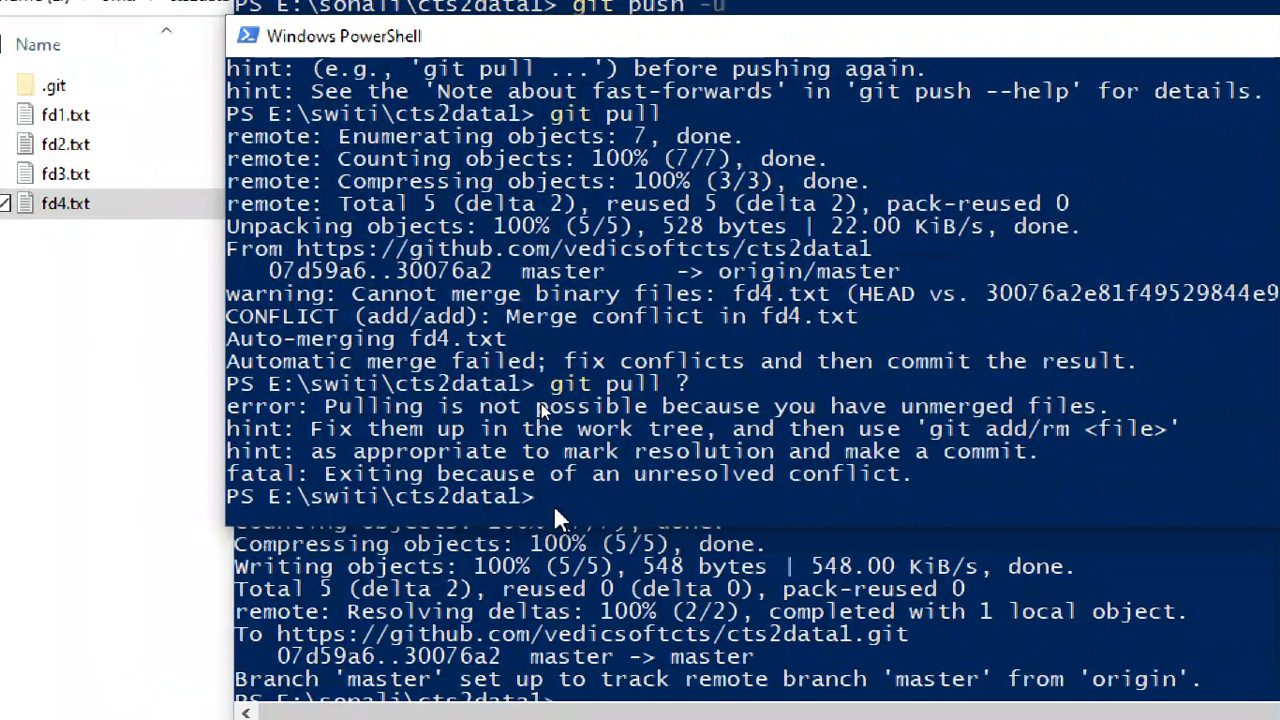 PS E:\sonali\cts2data1> git push -u
Name
.git
fd1.txt
fd2.txt
fd3.txt
fd4.txt
Windows PowerShell
hint: (e.g., 'git pull ...') before pushing again.
hint: See the 'Note about fast-forwards' in 'git push --help' for details.
PS E:\switi\cts2data1> git pull
remote: Enumerating objects: 7, done.
remote: Counting objects: 100% (7/7), done.
remote: Compressing objects: 100% (3/3), done.
remote: Total 5 (delta 2), reused 5 (delta 2), pack-reused 0
Unpacking objects: 100% (5/5), 528 bytes | 22.00 KiB/s, done.
From https://github.com/vedicsoftcts/cts2data1
07d59a6..30076a2 master -> origin/master
warning: Cannot merge binary files: fd4.txt (HEAD vs. 30076a2e81f49529844e9
CONFLICT (add/add): Merge conflict in fd4.txt
Auto-merging fd4.txt
Automatic merge failed; fix conflicts and then commit the result.
PS E:\switi\cts2data1> git pull ?
error: Pulling is not possible because you have unmerged files.
hint: Fix them up in the work tree, and then use 'git add/rm <file>'
hint: as appropriate to mark resolution and make a commit.
fatal: Exiting because of an unresolved conflict.
PS E:\switi\cts2data1>
Compressing objects: 100% (5/5), done.
Writing objects: 100% (5/5), 548 bytes | 548.00 KiB/s, done.
Total 5 (delta 2), reused 0 (delta 0), pack-reused 0
remote: Resolving deltas: 100% (2/2), completed with 1 local object.
To https://github.com/vedicsoftcts/cts2data1.git
07d59a6..30076a2 master -> master
Branch 'master' set up to track remote branch 'master' from 'origin'.
PS E:\sonali\cts2data1>